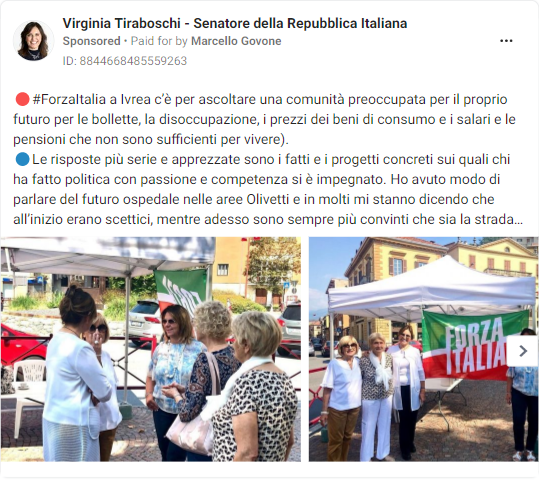 Virginia Tiraboschi - Senatore della Repubblica Italiana
Sponsored • Paid for by Marcello Govone
ID: 8844668485559263
🔴 #ForzaItalia a Ivrea c’è per ascoltare una comunità preoccupata per il proprio
futuro per le bollette, la disoccupazione, i prezzi dei beni di consumo e i salari e le
pensioni che non sono sufficienti per vivere).
🔵 Le risposte più serie e apprezzate sono i fatti e i progetti concreti sui quali chi
ha fatto politica con passione e competenza si è impegnato. Ho avuto modo di
parlare del futuro ospedale nelle aree Olivetti e in molti mi stanno dicendo che
all’inizio erano scettici, mentre adesso sono sempre più convinti che sia la strada...
FORZA
ITALIA